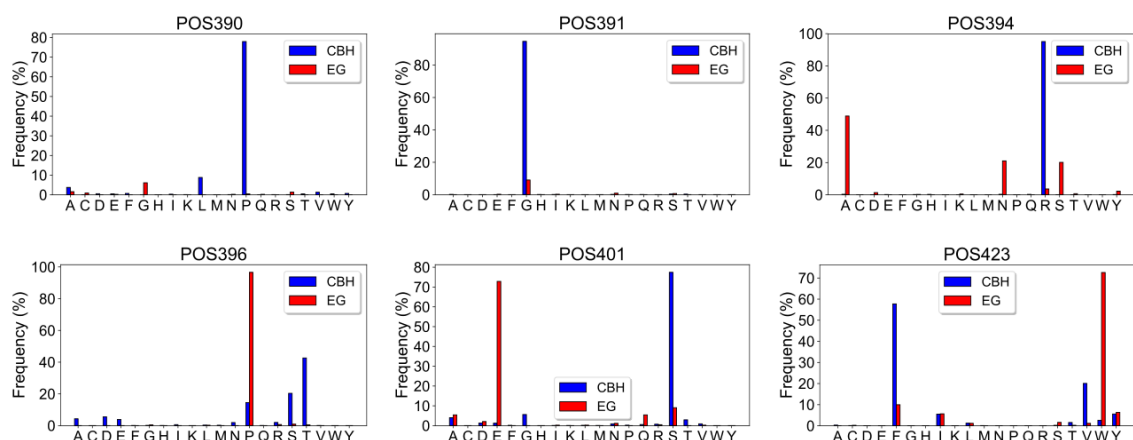 POS390
Frequency (%)
80
70
60
50
40
30
20
10
0
CBH
EG
A C D E F G H I K L M N P Q R S T V W Y
POS391
Frequency (%)
80
60
40
20
0
CBH
EG
A C D E F G H I K L M N P Q R S T V W Y
POS394
Frequency (%)
100
80
60
40
20
0
CBH
EG
A C D E F G H I K L M N P Q R S T V W Y
POS396
Frequency (%)
100
80
60
40
20
0
CBH
EG
A C D E F G H I K L M N P Q R S T V W Y
POS401
Frequency (%)
80
70
60
50
40
30
20
10
0
CBH
EG
A C D E F G H I K L M N P Q R S T V W Y
POS423
Frequency (%)
70
60
50
40
30
20
10
0
CBH
EG
A C D E F G H I K L M N P Q R S T V W Y